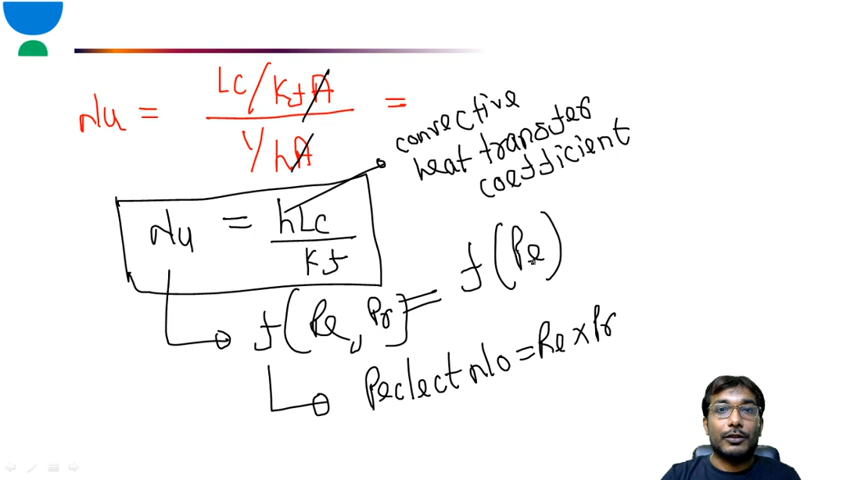 Nu = Lc/KfA / 1/hA =
convective
heat transfer
coefficient
Nu = hLc / Kf
f(Re, Pr) = f(Pe)
Peclect No = Re x Pr